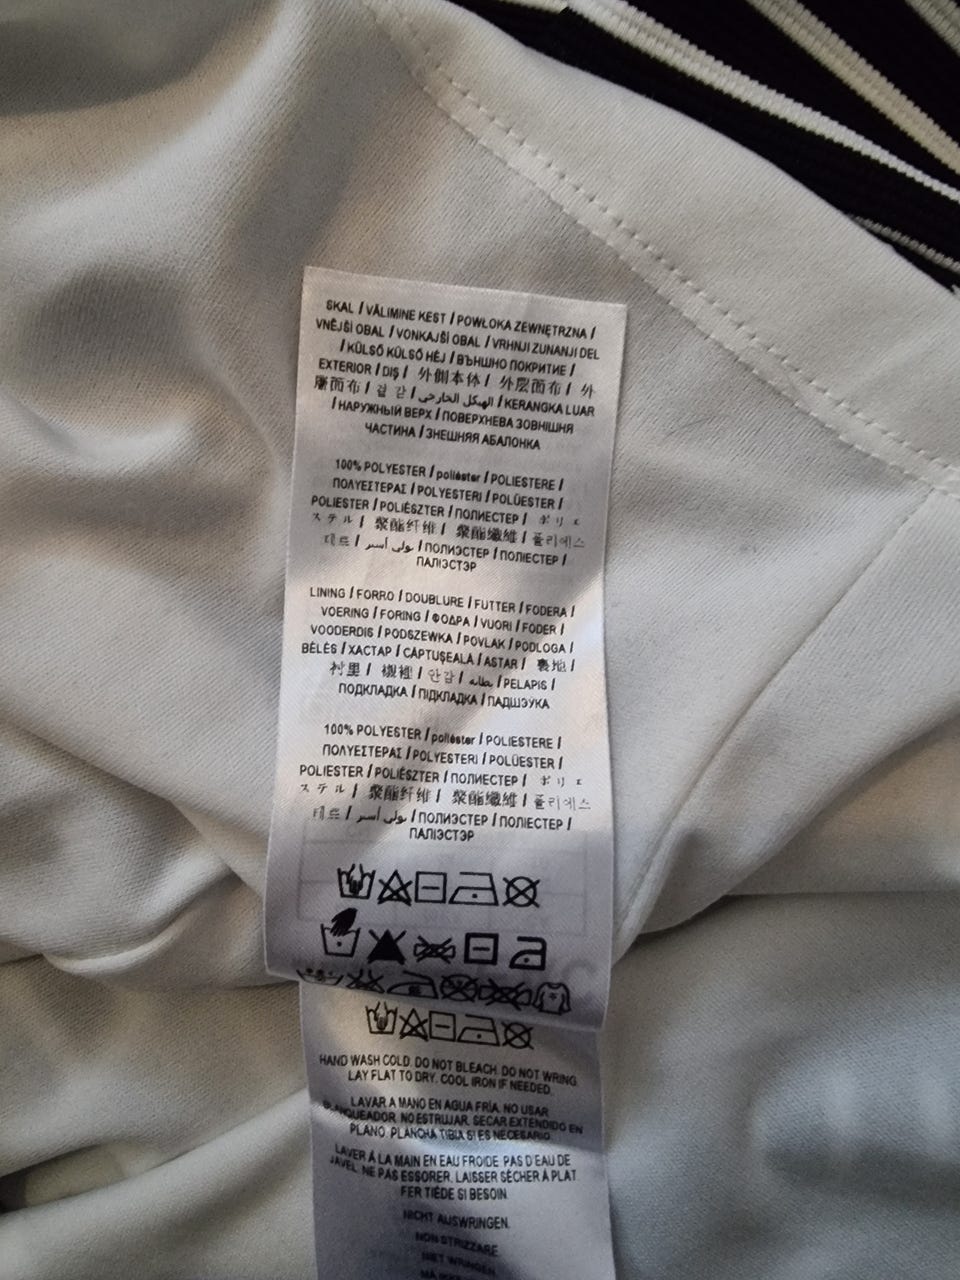 SKAL / VÄLIMINE KEST / POWŁOKA ZEWNĘTRZNA /
VNĚJŠÍ OBAL / VONKAJŠÍ OBAL / VRHNJI ZUNANJI DEL
/ KÜLSŐ KÜLSŐ HÉJ / ВЪНШНО ПОКРИТИЕ /
EXTERIOR / DIŞ / 外側本体 / 外层面布 / 外
層面布 / 겉 감 / الهيكل الخارجي / KERANGKA LUAR
/ НАРУЖНЫЙ ВЕРХ / ПОВЕРХНЕВА ЗОВНІШНЯ
ЧАСТИНА / ЗНЕШНЯЯ АБАЛОНКА
100% POLYESTER / poliéster / POLIESTERE /
ΠΟΛΥΕΣΤΕΡΑΣ / POLYESTERI / POLÜESTER /
POLIESTER / POLIÉSZTER / ПОЛИЕСТЕР / ポリエ
ステル / 聚酯纤维 / 聚酯纖維 / 폴리에스
테르 / بولي أستر / ПОЛИЭСТЕР / ПОЛІЕСТЕР /
ПАЛІЭСТЭР
LINING / FORRO / DOUBLURE / FUTTER / FODERA /
VOERING / FORING / ΦΟΔΡΑ / VUORI / FODER /
VOODERDIS / PODSZEWKA / POVLAK / PODLOGA /
BÉLÉS / ХАСТАР / CĂPTUŞEALĂ / ASTAR / 裏地 /
衬里 / 襯裡 / 안감 / بطانة / PELAPIS /
ПОДКЛАДКА / ПІДКЛАДКА / ПАДШЭЎКА
100% POLYESTER / poliéster / POLIESTERE /
ΠΟΛΥΕΣΤΕΡΑΣ / POLYESTERI / POLÜESTER /
POLIESTER / POLIÉSZTER / ПОЛИЕСТЕР / ポリエ
ステル / 聚酯纤维 / 聚酯纖維 / 폴리에스
테르 / بولي أستر / ПОЛИЭСТЕР / ПОЛІЕСТЕР /
ПАЛІЭСТЭР
HAND WASH COLD. DO NOT BLEACH. DO NOT WRING.
LAY FLAT TO DRY. COOL IRON IF NEEDED.
LAVAR A MANO EN AGUA FRÍA. NO USAR
BLANQUEADOR. NO ESTRUJAR. SECAR EXTENDIDO EN
PLANO. PLANCHA TIBIA SI ES NECESARIO.
LAVER À LA MAIN EN EAU FROIDE. PAS D'EAU DE
JAVEL. NE PAS ESSORER. LAISSER SÉCHER À PLAT.
FER TIÈDE SI BESOIN.
NICHT AUSWRINGEN.
NON STRIZZARE.
NIET WRINGEN.